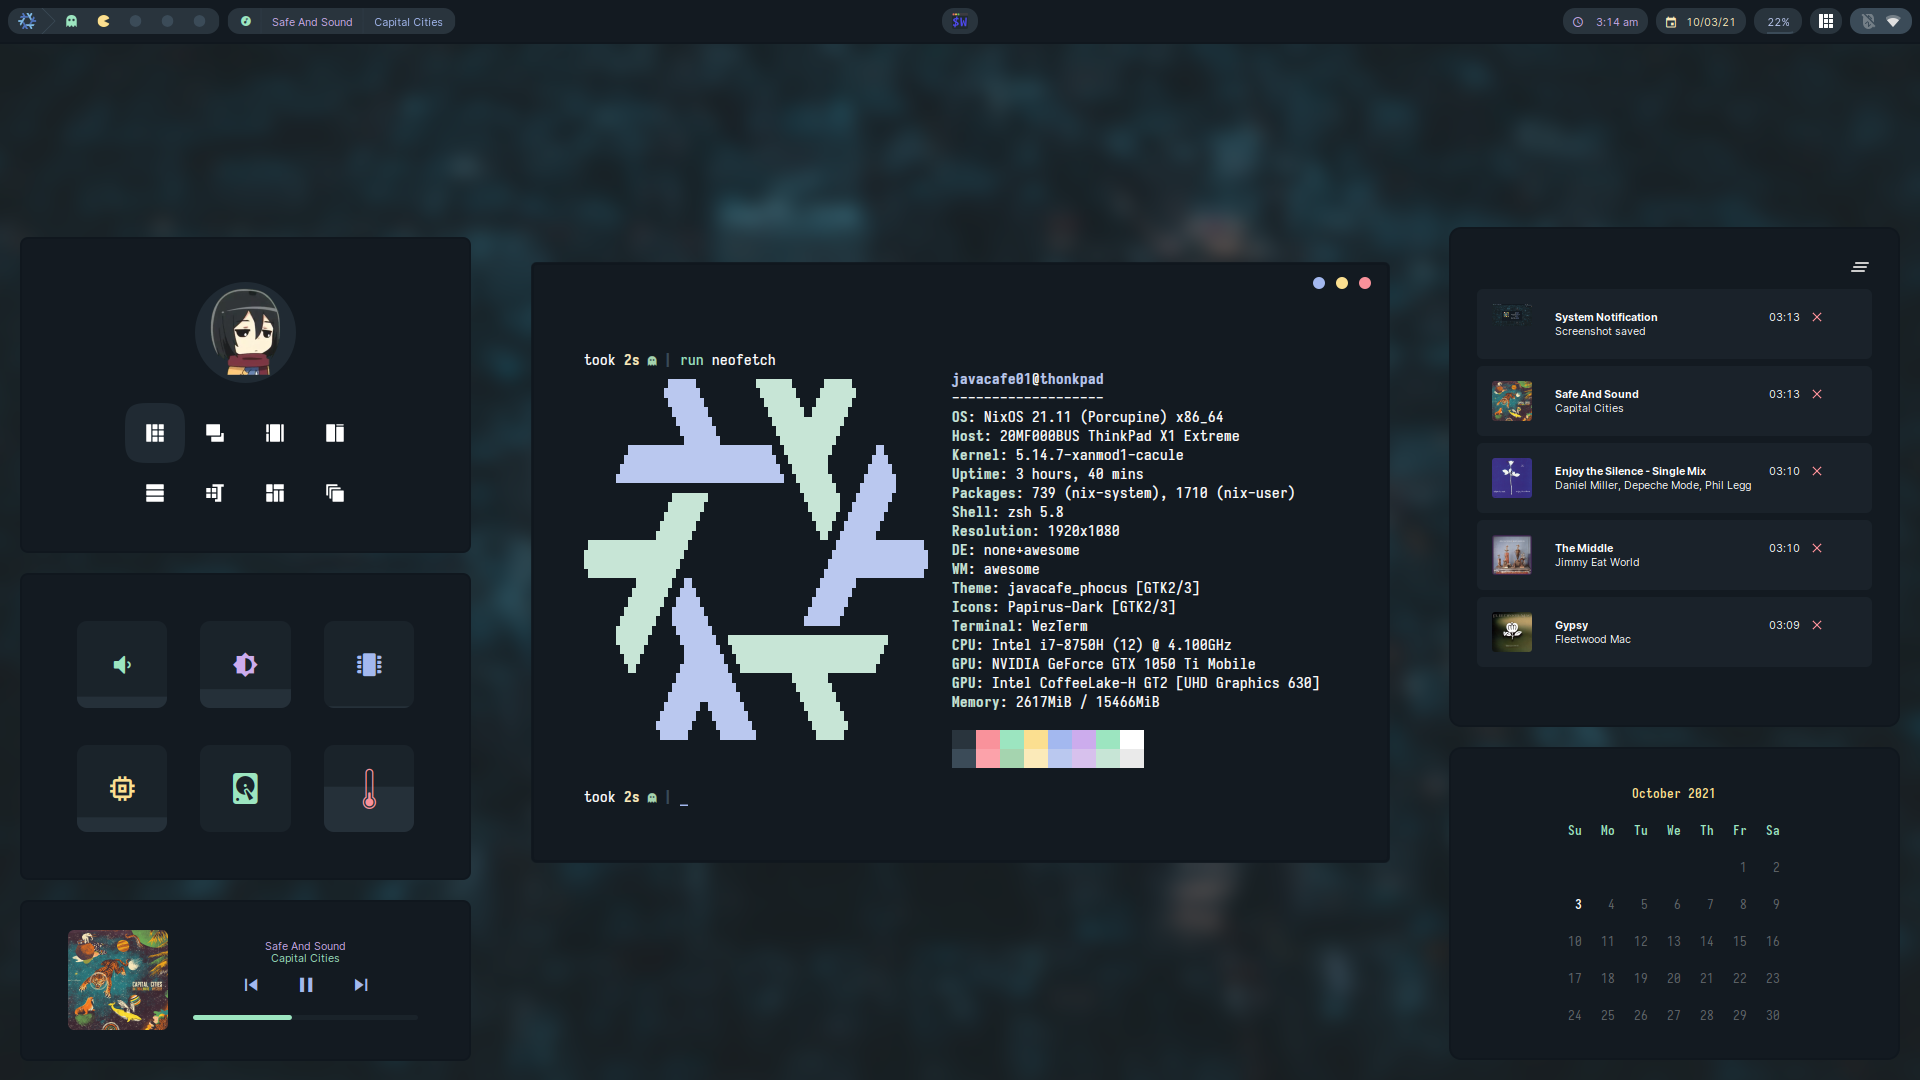 Safe And Sound
Capital Cities
$W
3:14 am
10/03/21
22%
took 2s | run neofetch
javacafe01@thonkpad
-------------------
OS: NixOS 21.11 (Porcupine) x86_64
Host: 20MF000BUS ThinkPad X1 Extreme
Kernel: 5.14.7-xanmod1-cacule
Uptime: 3 hours, 40 mins
Packages: 739 (nix-system), 1710 (nix-user)
Shell: zsh 5.8
Resolution: 1920x1080
DE: none+awesome
WM: awesome
Theme: javacafe_phocus [GTK2/3]
Icons: Papirus-Dark [GTK2/3]
Terminal: WezTerm
CPU: Intel i7-8750H (12) @ 4.100GHz
GPU: NVIDIA GeForce GTX 1050 Ti Mobile
GPU: Intel CoffeeLake-H GT2 [UHD Graphics 630]
Memory: 2617MiB / 15466MiB
took 2s | _
CAPITAL CITIES
Safe And Sound
Capital Cities
System Notification
03:13
Screenshot saved
Safe And Sound
03:13
Capital Cities
Enjoy the Silence - Single Mix
03:10
Daniel Miller, Depeche Mode, Phil Legg
The Middle
03:10
Jimmy Eat World
Gypsy
03:09
Fleetwood Mac
October 2021
Su Mo Tu We Th Fr Sa
1 2
3 4 5 6 7 8 9
10 11 12 13 14 15 16
17 18 19 20 21 22 23
24 25 26 27 28 29 30